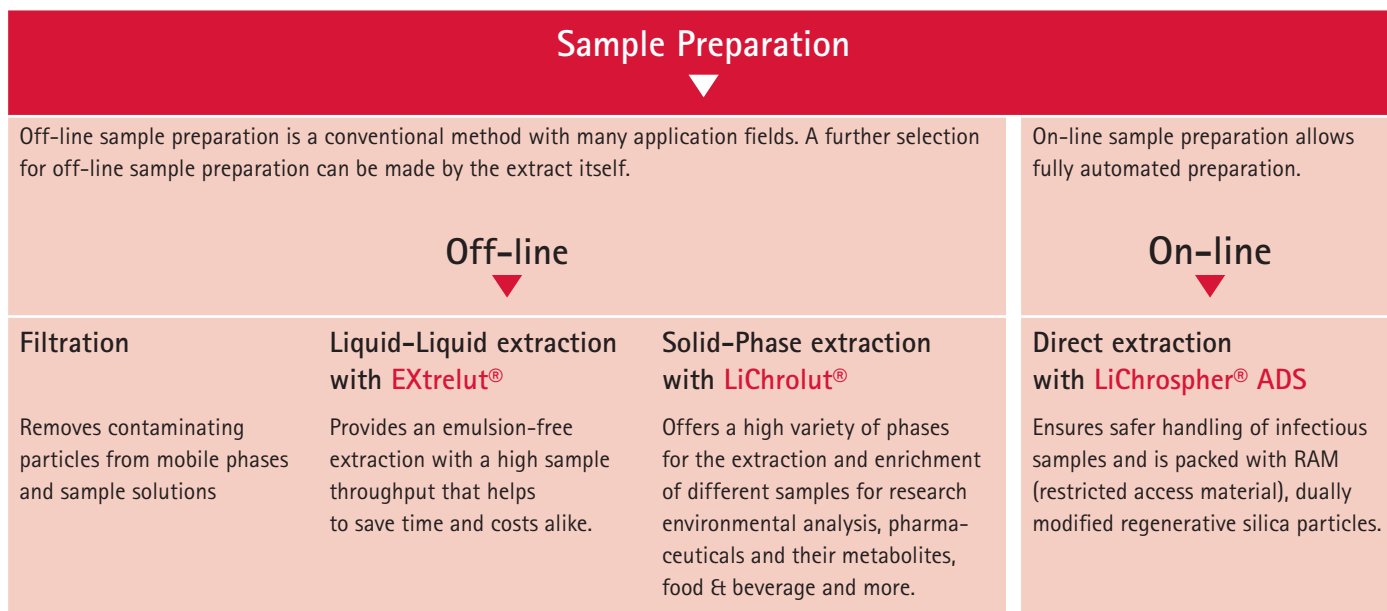 Sample Preparation
Off-line sample preparation is a conventional method with many application fields. A further selection
for off-line sample preparation can be made by the extract itself.
On-line sample preparation allows
fully automated preparation.
Off-line
On-line
Filtration
Removes contaminating
particles from mobile phases
and sample solutions
Liquid-Liquid extraction
with EXtrelut®
Provides an emulsion-free
extraction with a high sample
throughput that helps
to save time and costs alike.
Solid-Phase extraction
with LiChrolut®
Offers a high variety of phases
for the extraction and enrichment
of different samples for research
environmental analysis, pharma-
ceuticals and their metabolites,
food & beverage and more.
Direct extraction
with LiChrospher® ADS
Ensures safer handling of infectious
samples and is packed with RAM
(restricted access material), dually
modified regenerative silica particles.